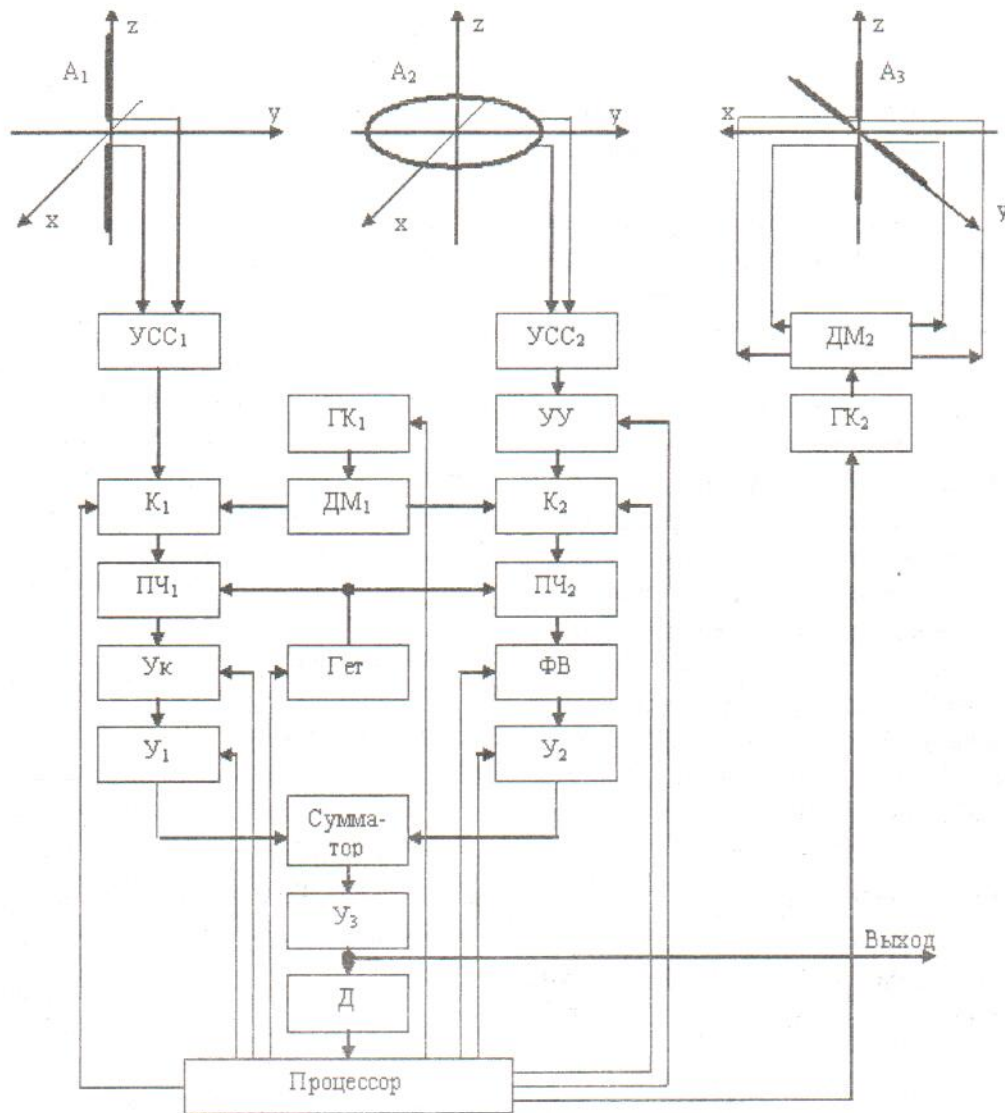 z
z
z
A₁
A₂
A₃
y
y
x
x
x
y
УСС₁
УСС₂
ДМ₂
ГК₁
УУ
ГК₂
К₁
ДМ₁
К₂
ПЧ₁
ПЧ₂
Ук
Гет
ФВ
У₁
У₂
Сумма-
тор
У₃
Выход
Д
Процессор